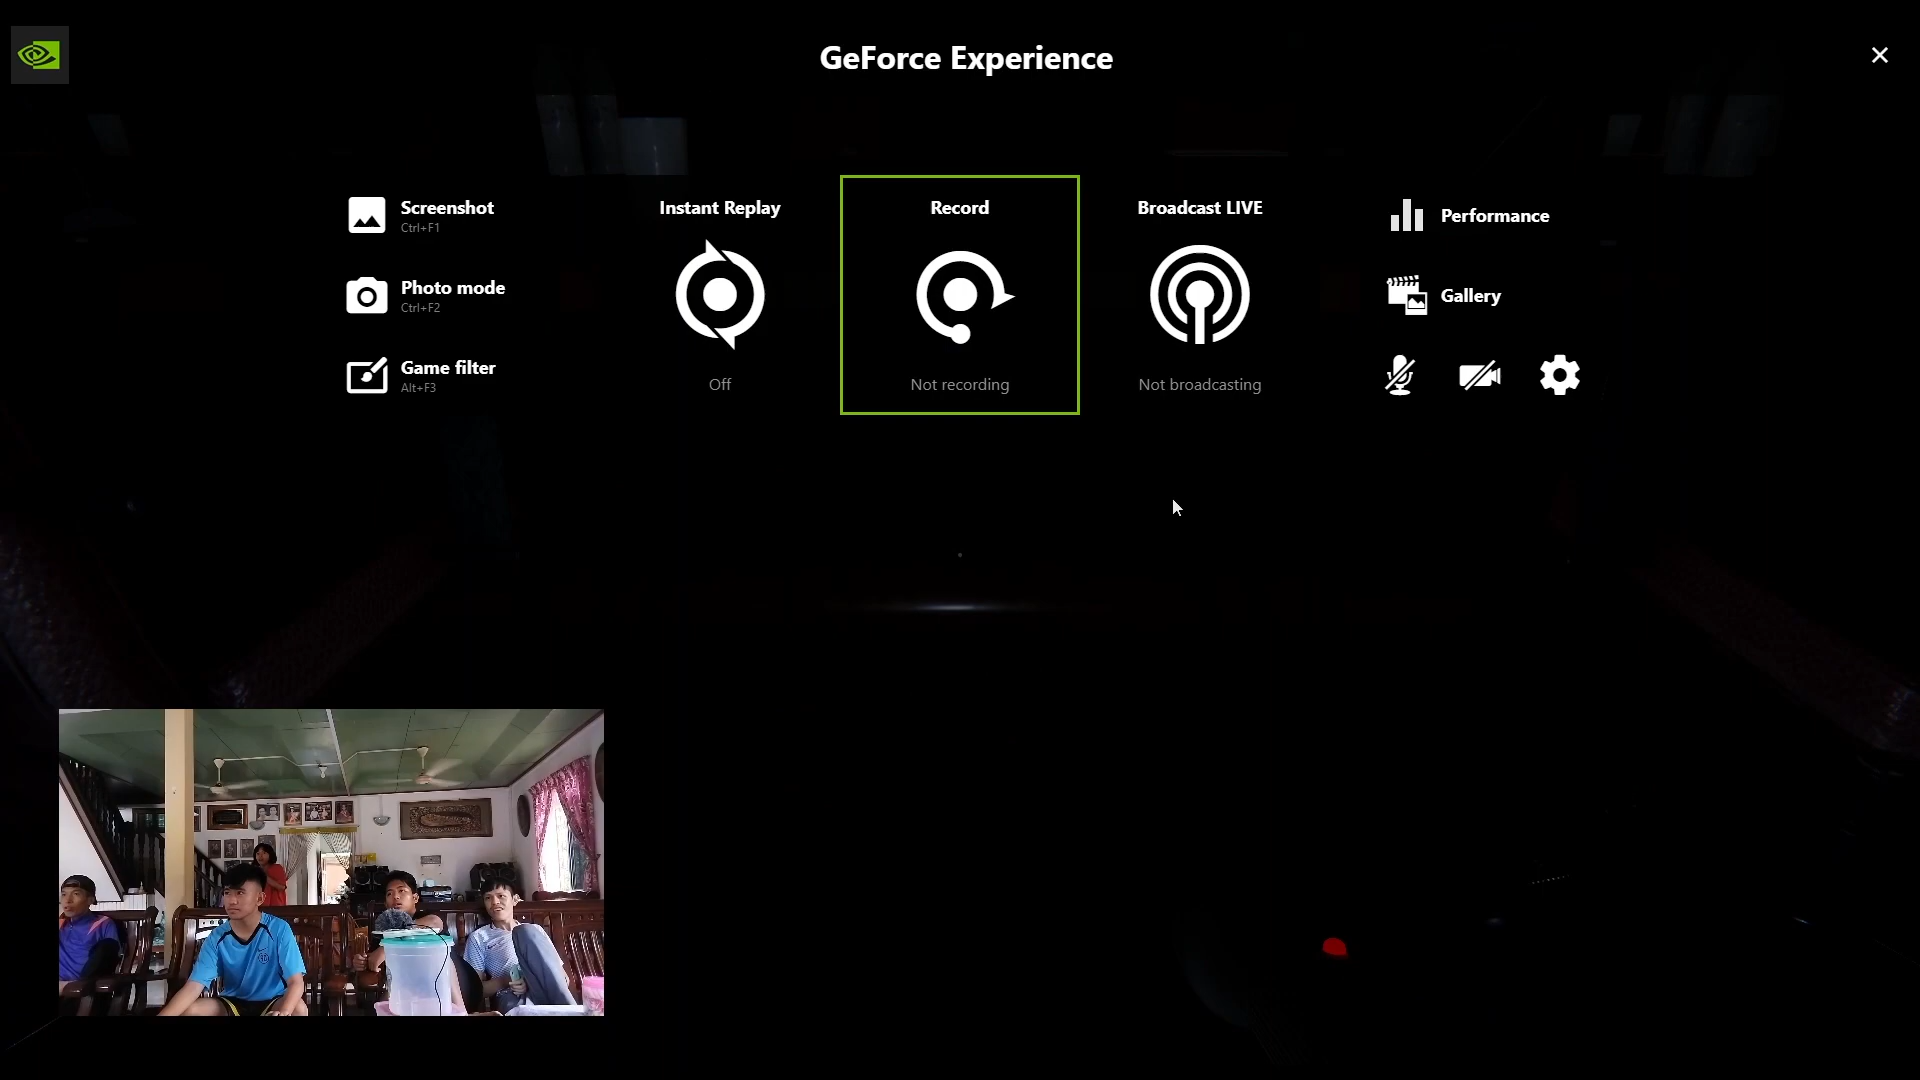 GeForce Experience
Screenshot
Ctrl+F1
Photo mode
Ctrl+F2
Game filter
Alt+F3
Instant Replay
Off
Record
Not recording
Broadcast LIVE
Not broadcasting
Performance
Gallery